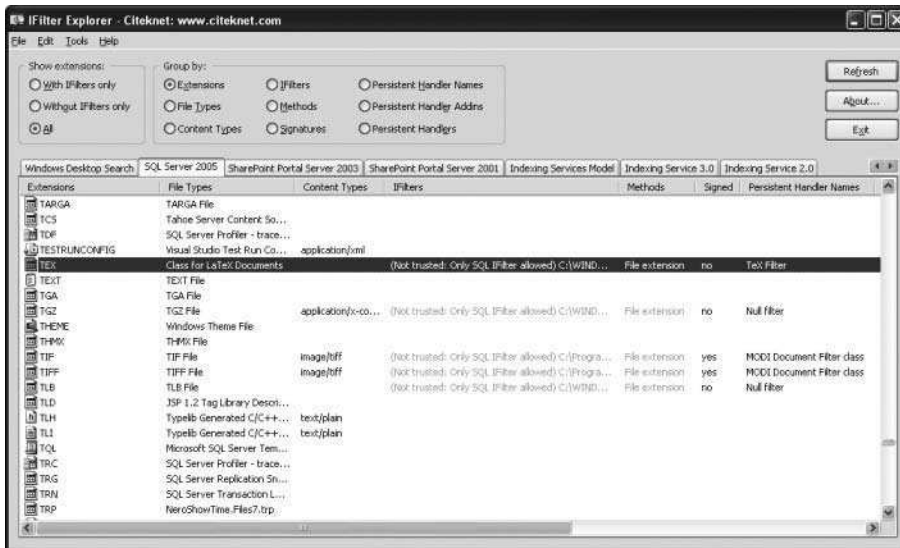 IFilter Explorer - Citeknet: www.citeknet.com
File Edit Tools Help
Show extensions: Group by:
With IFilters only Extensions IFilters Persistent Handler Names Refresh
Without IFilters only File Types Methods Persistent Handler Addins About...
All Content Types Signatures Persistent Handlers Exit
Windows Desktop Search SQL Server 2005 SharePoint Portal Server 2003 SharePoint Portal Server 2001 Indexing Services Model Indexing Service 3.0 Indexing Service 2.0
Extensions File Types Content Types IFilters Methods Signed Persistent Handler Names
TARGA TARGA File
TCS Tahoe Server Content So...
TDF SQL Server Profiler - trace...
TESTRUNCONFIG Visual Studio Test Run Co... application/xml
TEX Class for LaTeX Documents (Not trusted: Only SQL IFilter allowed) C:\WIND... File extension no TeX Filter
TEXT TEXT File
TGA TGA File
TGZ TGZ File application/x-co... (Not trusted: Only SQL IFilter allowed) C:\WIND... File extension no Null filter
THEME Windows Theme File
THMX THMX File
TIF TIF File image/tiff (Not trusted: Only SQL IFilter allowed) C:\Progra... File extension yes MODI Document Filter class
TIFF TIFF File image/tiff (Not trusted: Only SQL IFilter allowed) C:\Progra... File extension yes MODI Document Filter class
TLB TLB File (Not trusted: Only SQL IFilter allowed) C:\WIND... File extension no Null filter
TLD JSP 1.2 Tag Library Descri...
TLH Typelib Generated C/C++... text/plain
TLI Typelib Generated C/C++... text/plain
TQL Microsoft SQL Server Tem...
TRC SQL Server Profiler - trace...
TRG SQL Server Replication Sn...
TRN SQL Server Transaction L...
TRP NeroShowTime.Files7.trp